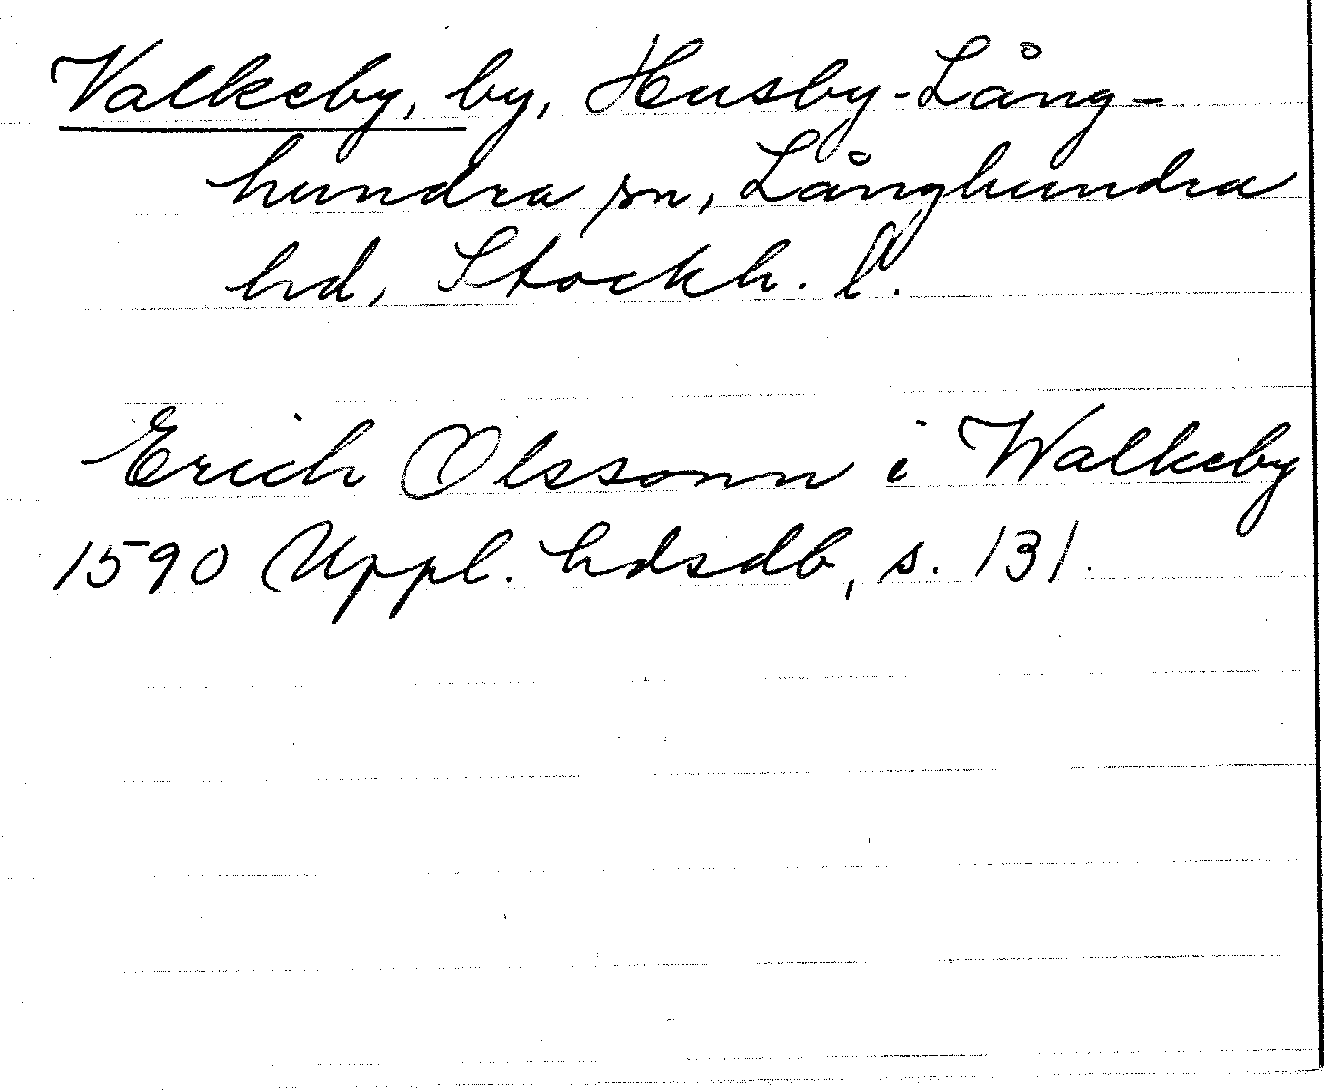 Valkeby, by, Husby-Lång-
hundra sn, Långhundra
hd, Stockh. l.
Erich Olssonn i Walkeby
1590 Uppl. hdsdb, s. 131.